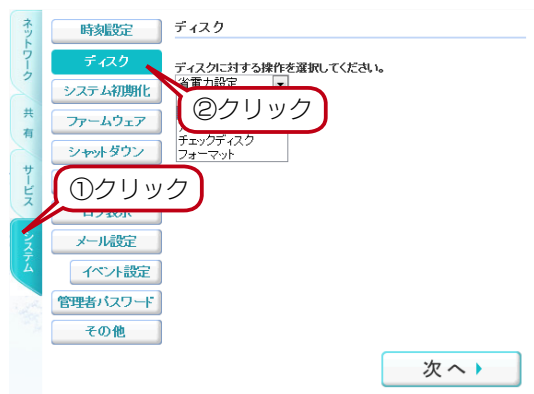 ネットワーク
共有
サービス
システム
時刻設定
ディスク
システム初期化
ファームウェア
シャットダウン
ログ表示
メール設定
イベント設定
管理者パスワード
その他
ディスク
ディスクに対する操作を選択してください。
省電力設定
チェックディスク
フォーマット
①クリック
②クリック
次へ